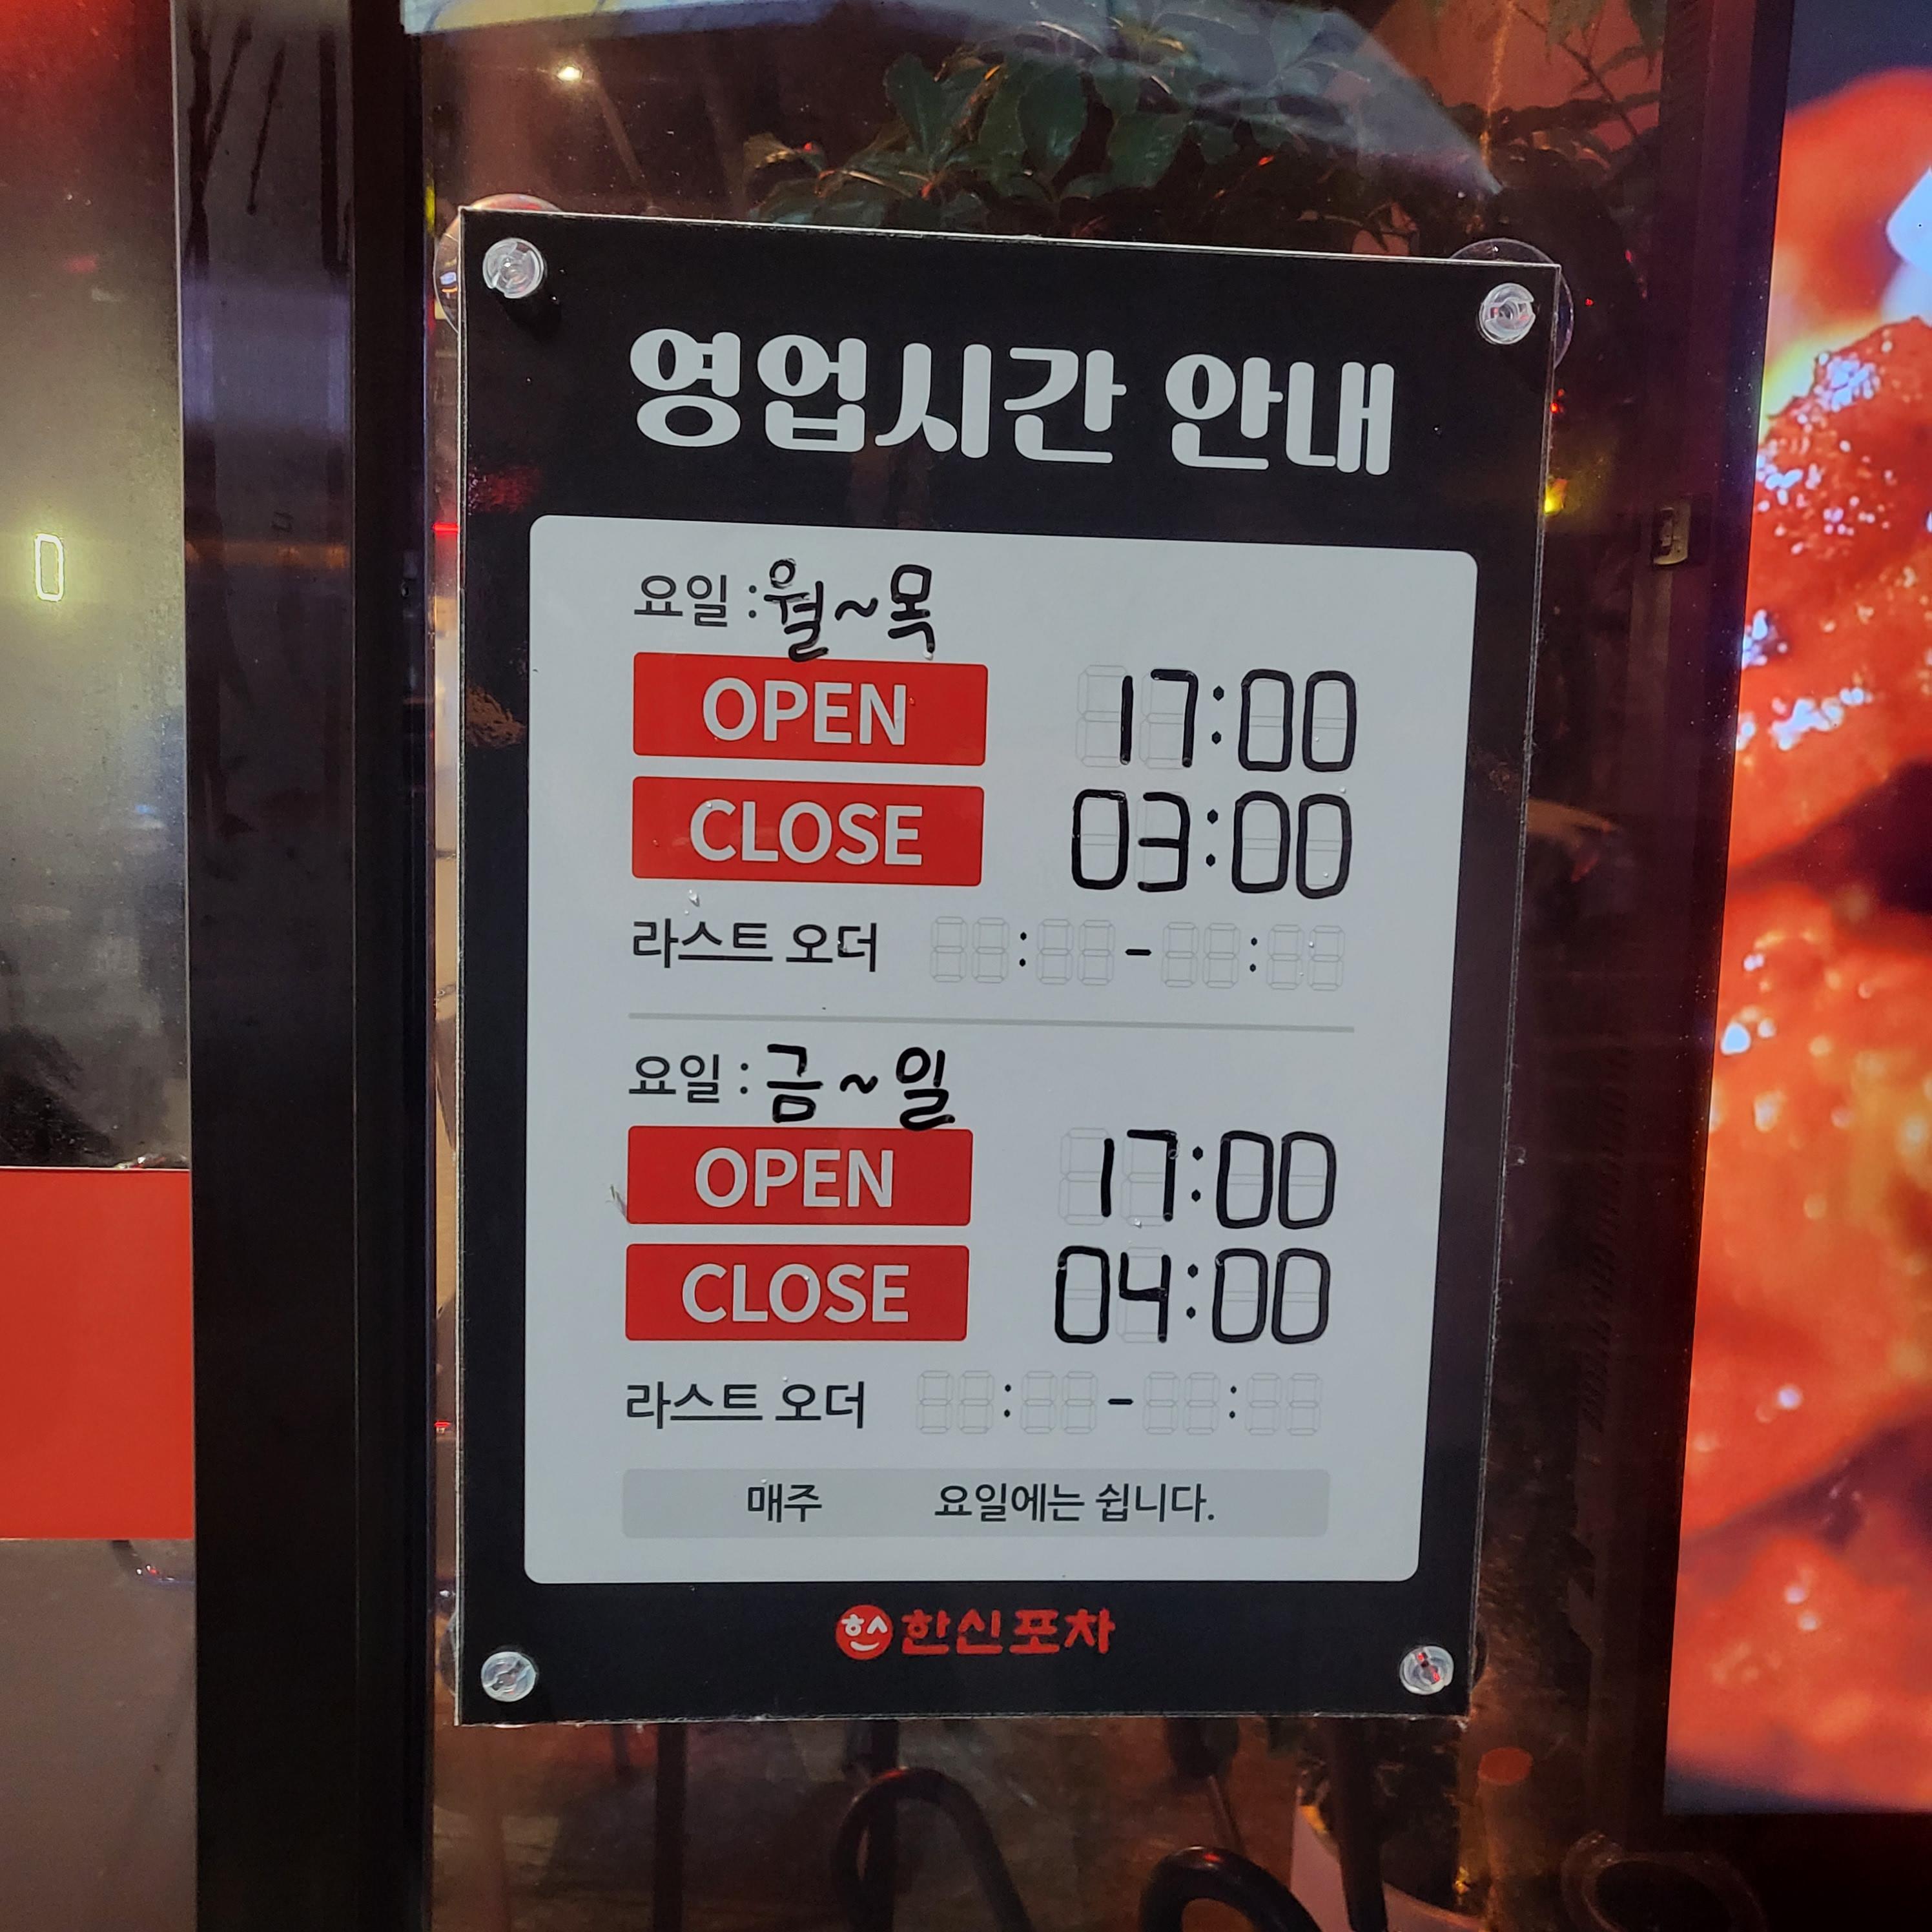 영업시간 안내
요일 : 월~목
OPEN 17:00
CLOSE 03:00
라스트 오더 : - :
요일 : 금~일
OPEN 17:00
CLOSE 04:00
라스트 오더 : - :
매주 요일에는 쉽니다.
한신포차